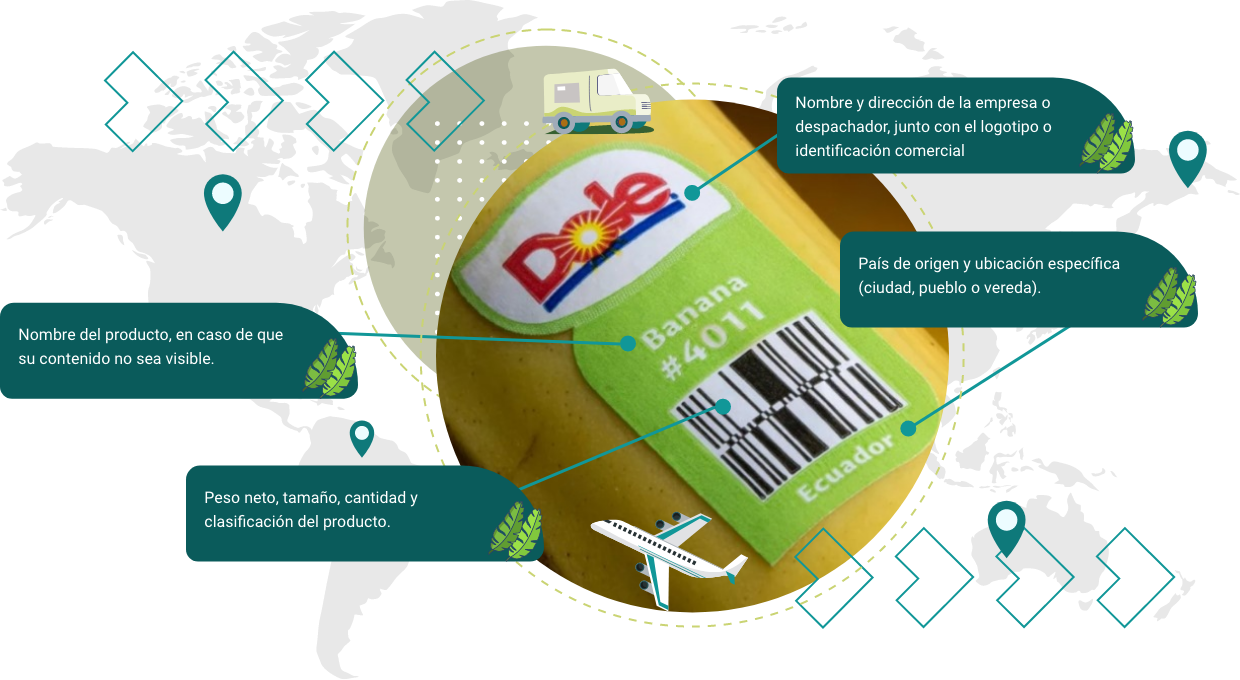 Nombre y dirección de la empresa o
despachador, junto con el logotipo o
identificación comercial
País de origen y ubicación específica
(ciudad, pueblo o vereda).
Nombre del producto, en caso de que
su contenido no sea visible.
Peso neto, tamaño, cantidad y
clasificación del producto.
Dole
Banana
#4011
Ecuador